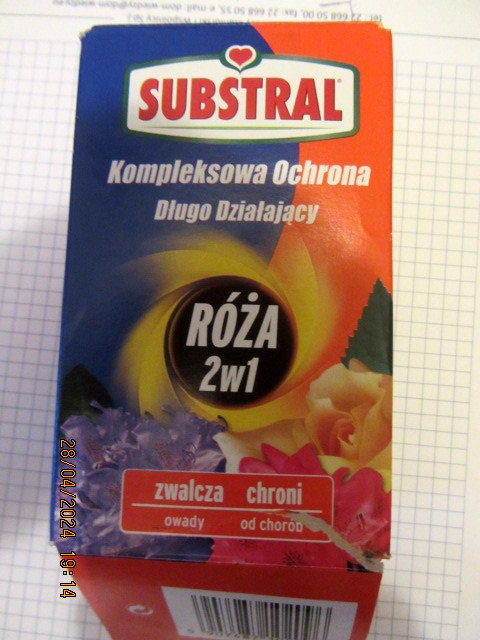 SUBSTRAL
Kompleksowa Ochrona
Długo Działający
RÓŻA
2w1
zwalcza chroni
owady od chorób
28/04/2024 19:14